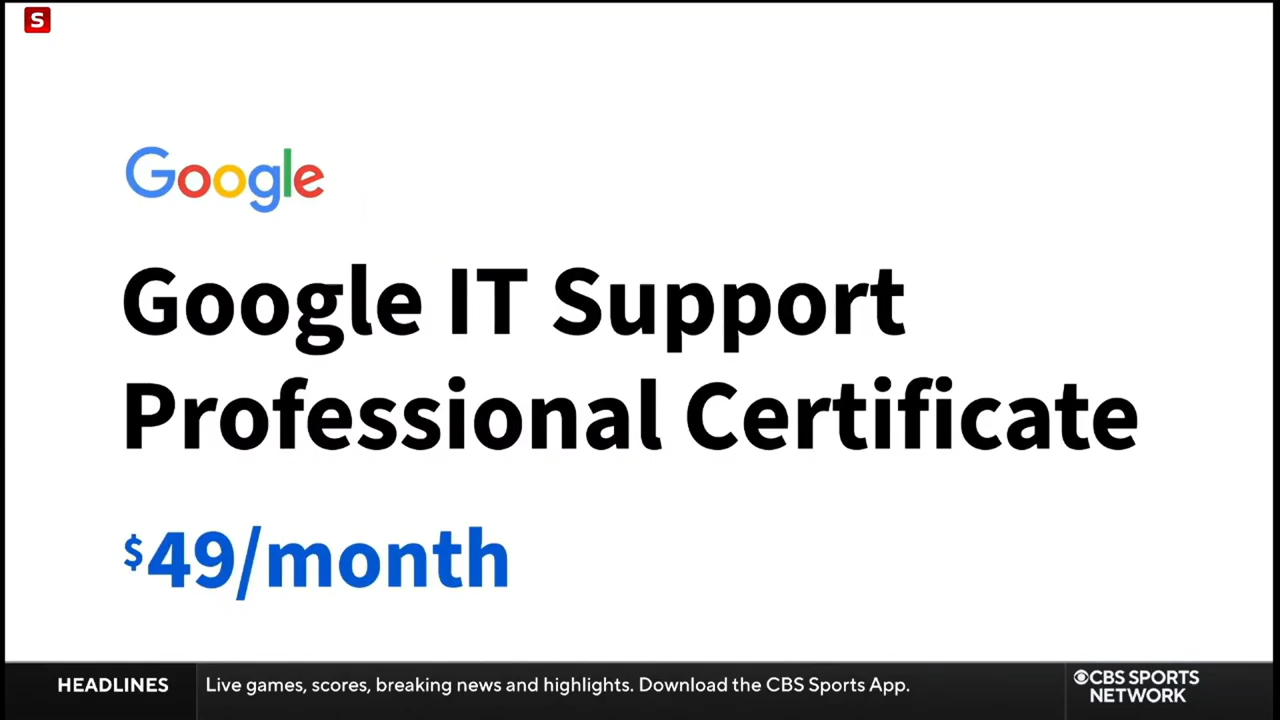 S
Google
Google IT Support
Professional Certificate
$49/month
HEADLINES
Live games, scores, breaking news and highlights. Download the CBS Sports App.
CBS SPORTS
NETWORK